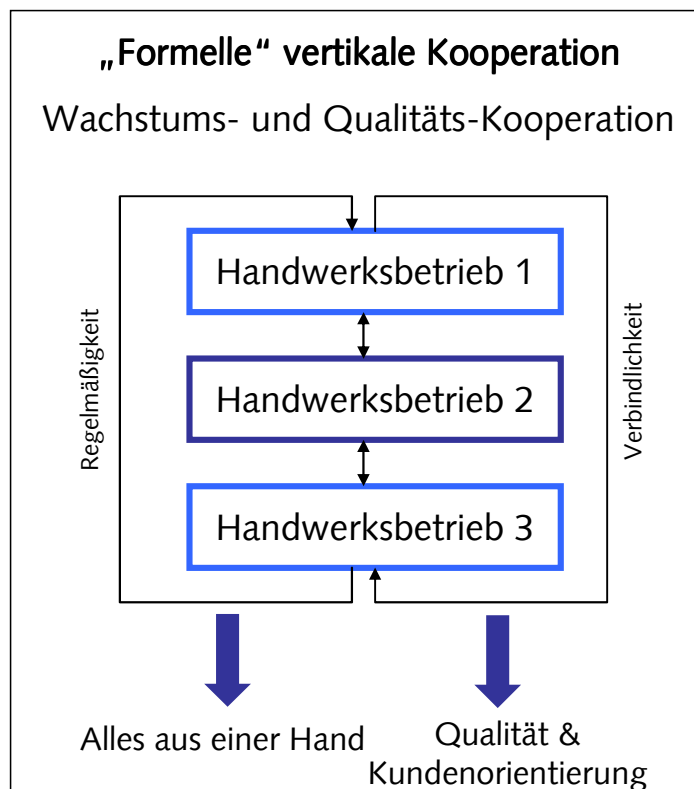 „Formelle“ vertikale Kooperation
Wachstums- und Qualitäts-Kooperation
Handwerksbetrieb 1
Regelmäßigkeit
Verbindlichkeit
Handwerksbetrieb 2
Handwerksbetrieb 3
Alles aus einer Hand
Qualität &
Kundenorientierung